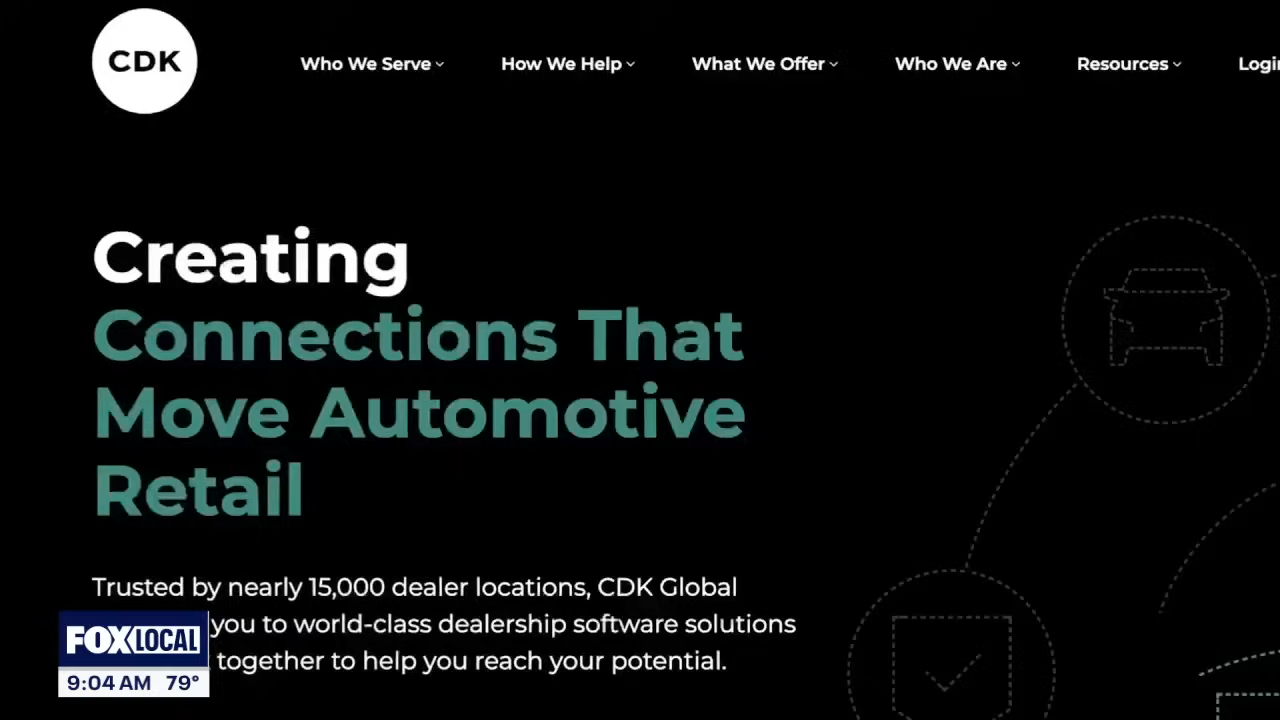 CDK
Who We Serve
How We Help
What We Offer
Who We Are
Resources
Creating
Connections That
Move Automotive
Retail
Trusted by nearly 15,000 dealer locations, CDK Global
you to world-class dealership software solutions
together to help you reach your potential.
FOX LOCAL
9:04 AM 79°